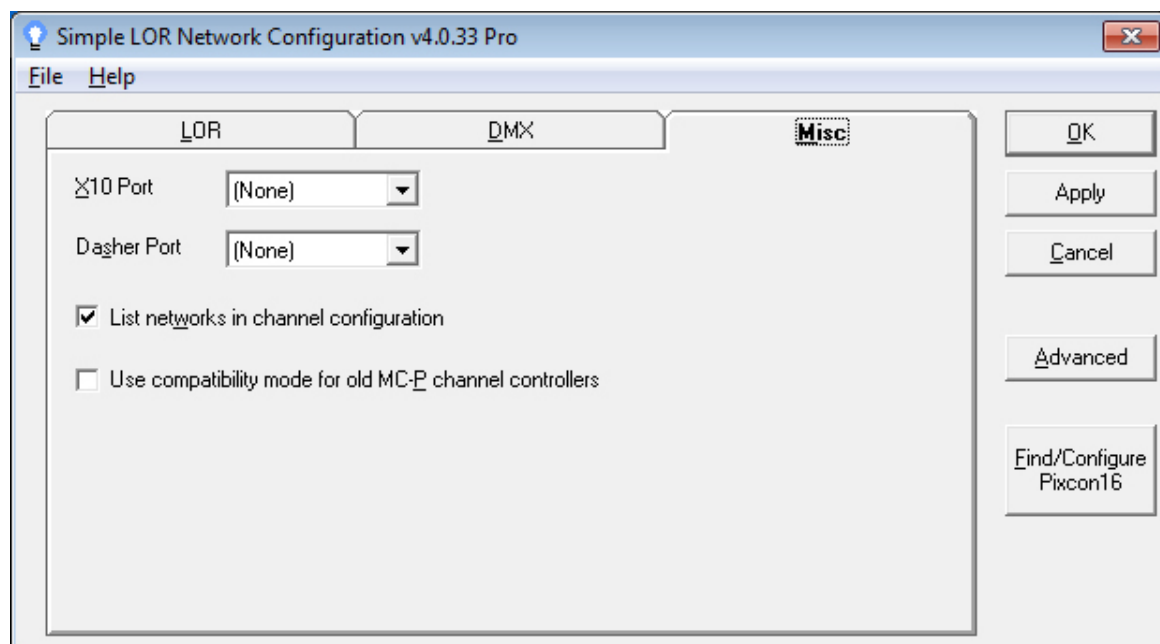 Simple LOR Network Configuration v4.0.33 Pro
File Help
LOR DMX Misc
OK
X10 Port (None)
Apply
Dasher Port (None)
Cancel
List networks in channel configuration
Advanced
Use compatibility mode for old MC-P channel controllers
Find/Configure
Pixcon16